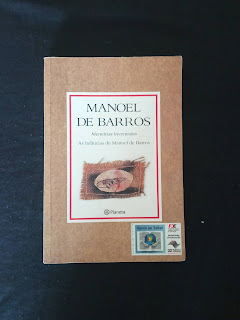 MANOEL
DE BARROS
Memórias Inventadas
As Infâncias de Manoel de Barros
Planeta